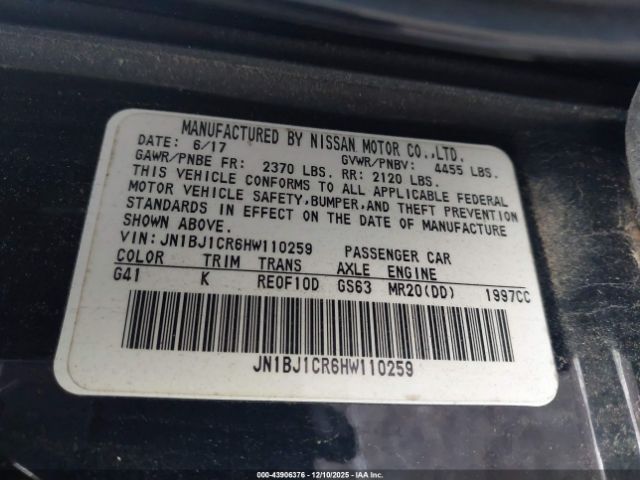 MANUFACTURED BY NISSAN MOTOR CO.,LTD.
DATE: 6/17 GVWR/PNBV: 4455 LBS.
GAWR/PNBE FR: 2370 LBS. RR: 2120 LBS.
THIS VEHICLE CONFORMS TO ALL APPLICABLE FEDERAL
MOTOR VEHICLE SAFETY, BUMPER, AND THEFT PREVENTION
STANDARDS IN EFFECT ON THE DATE OF MANUFACTURE
SHOWN ABOVE.
VIN: JN1BJ1CR6HW110259 PASSENGER CAR
COLOR TRIM TRANS AXLE ENGINE
G41 K RE0F10D GS63 MR20(DD) 1997CC
JN1BJ1CR6HW110259
000-43906376 - 12/10/2025 - IAAI.COM